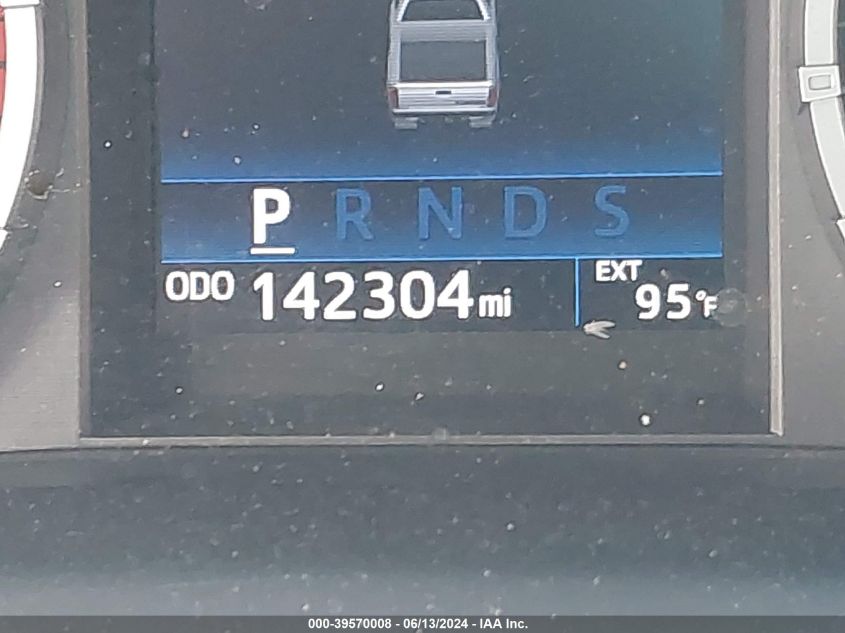 P R N D S
ODO 142304 mi
EXT
95°F
000-39570008 - 06/13/2024 - IAA Inc.